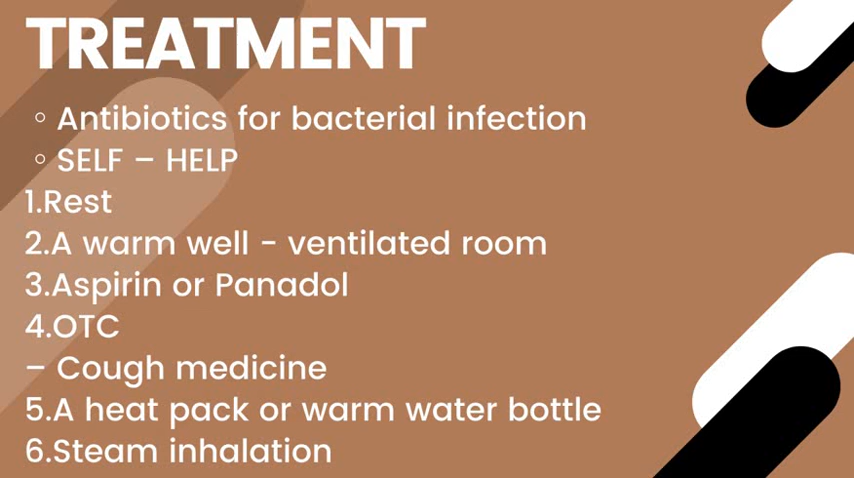 TREATMENT
◦ Antibiotics for bacterial infection
◦ SELF – HELP
1.Rest
2.A warm well - ventilated room
3.Aspirin or Panadol
4.OTC
– Cough medicine
5.A heat pack or warm water bottle
6.Steam inhalation